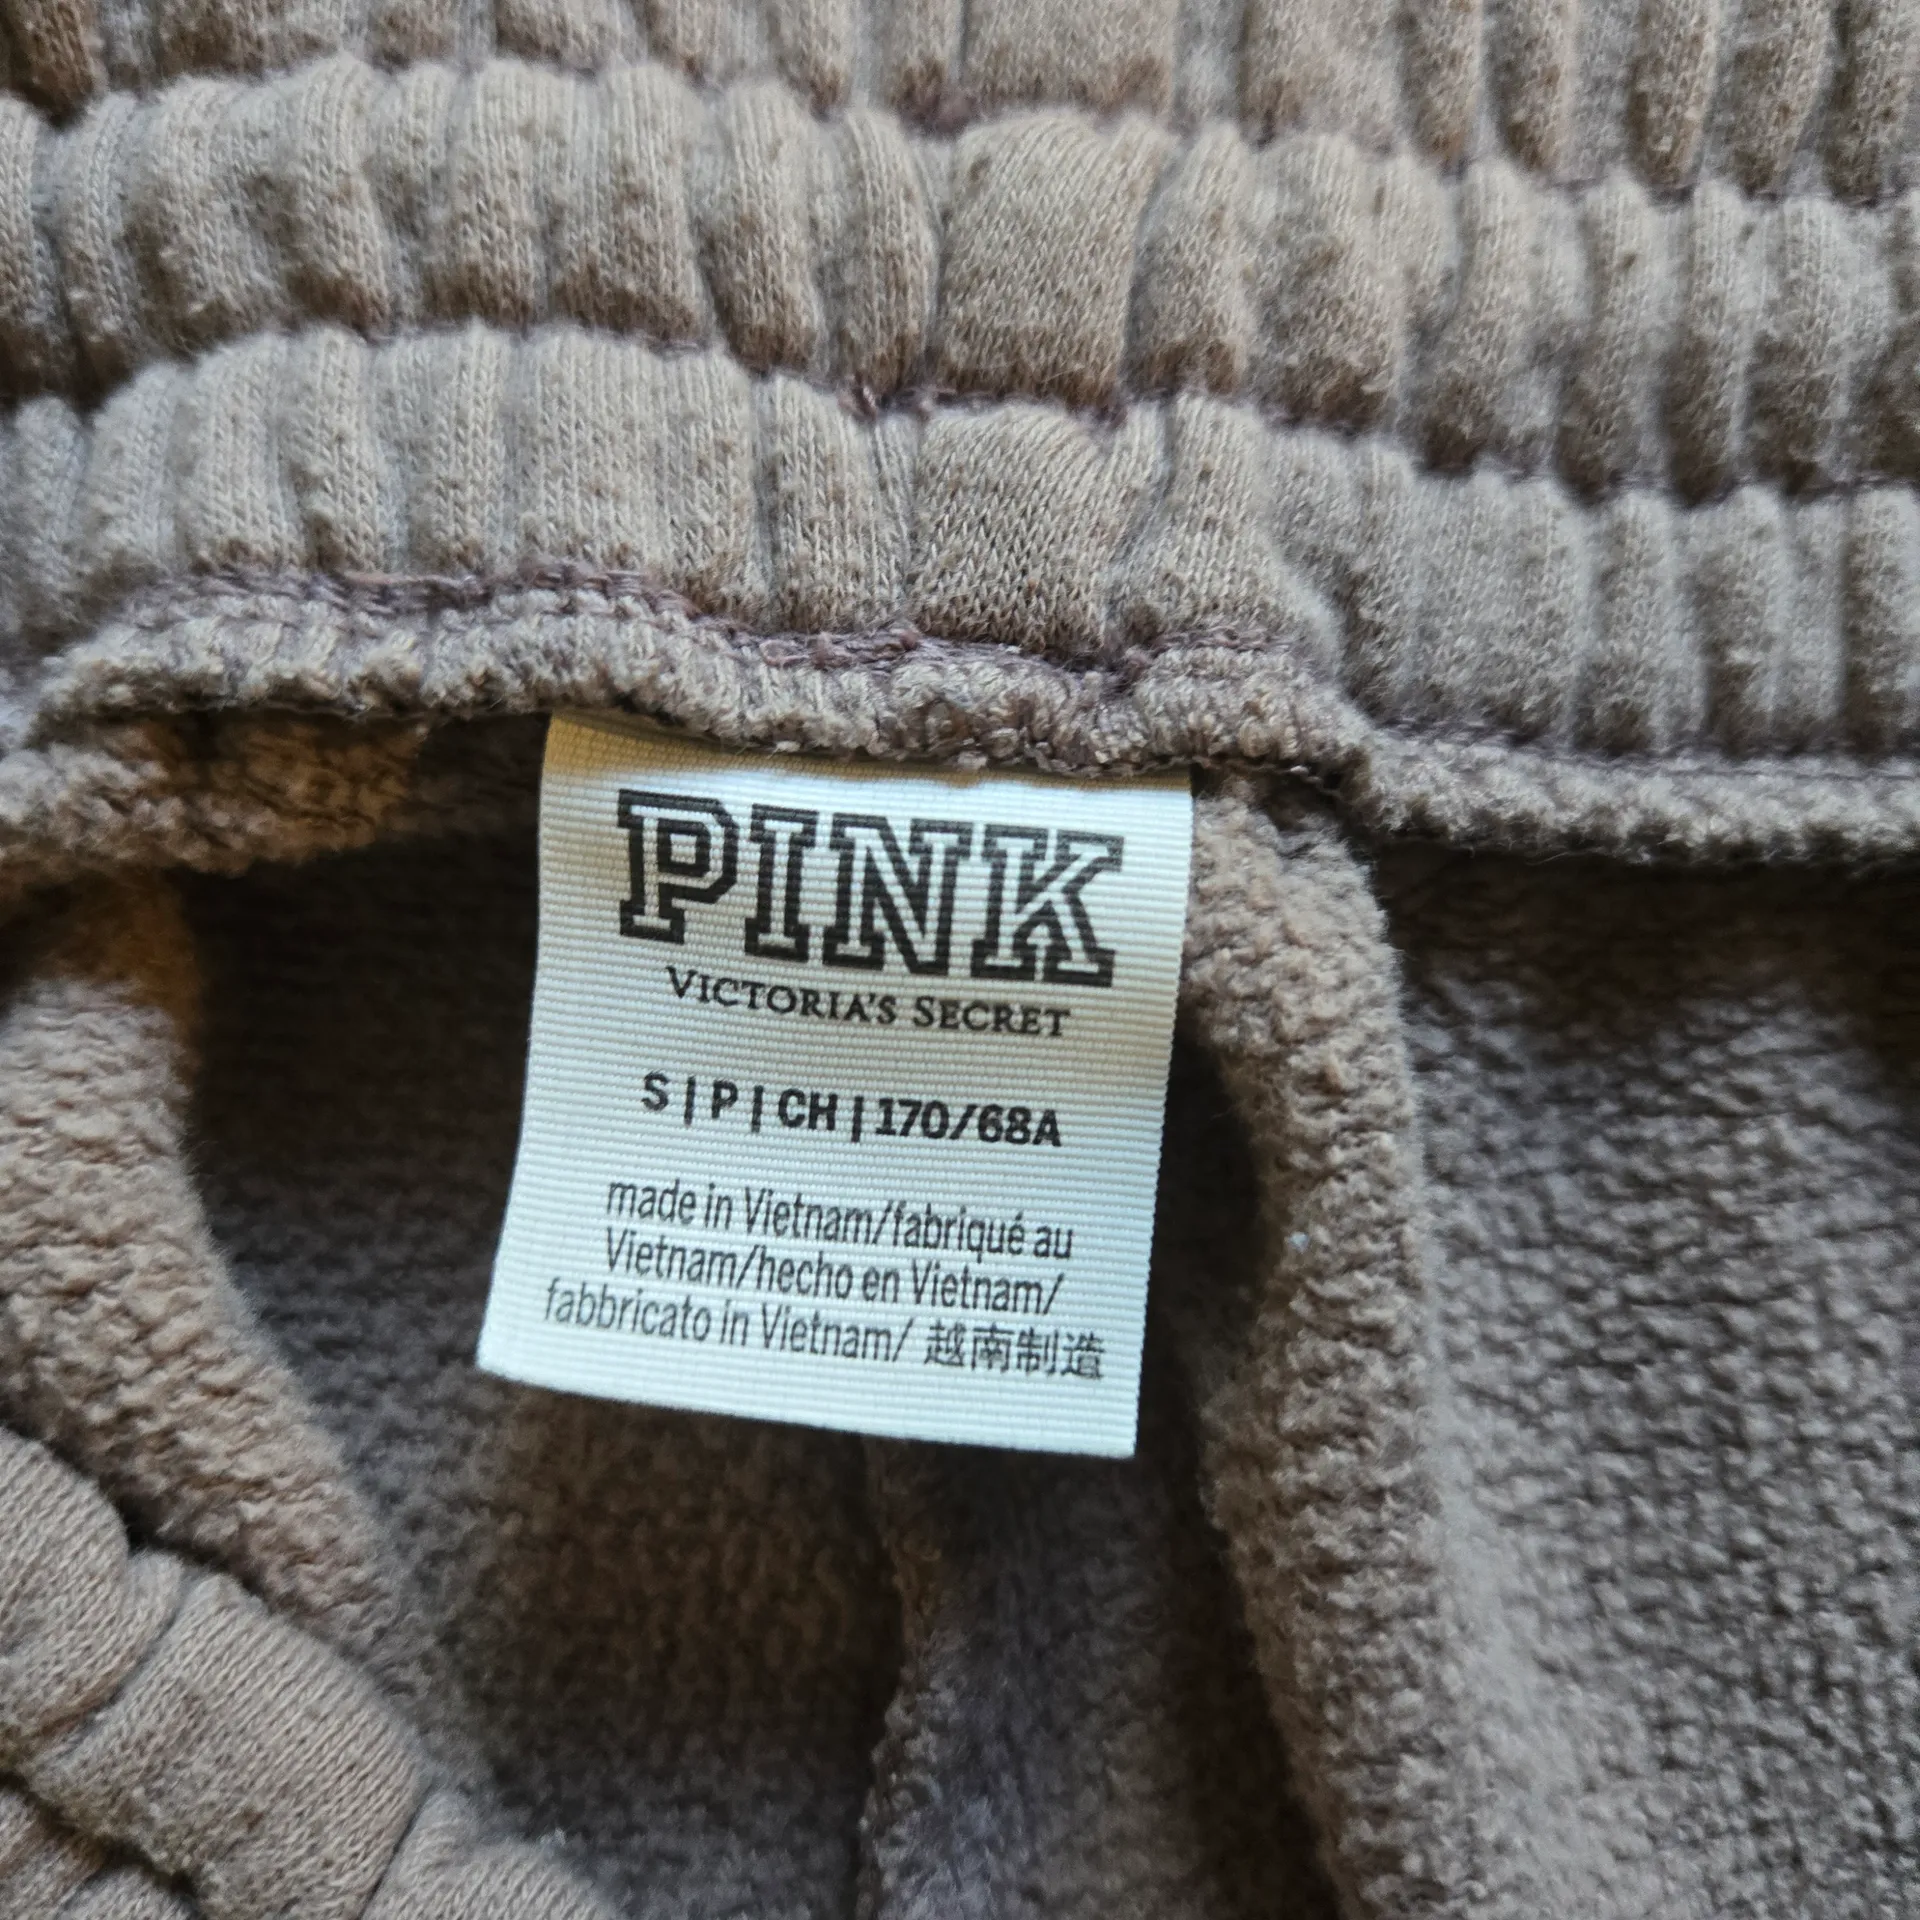 PINK
VICTORIA'S SECRET
S | P | CH | 170/68A
made in Vietnam/fabriqué au
Vietnam/hecho en Vietnam/
fabbricato in Vietnam/ 越南制造